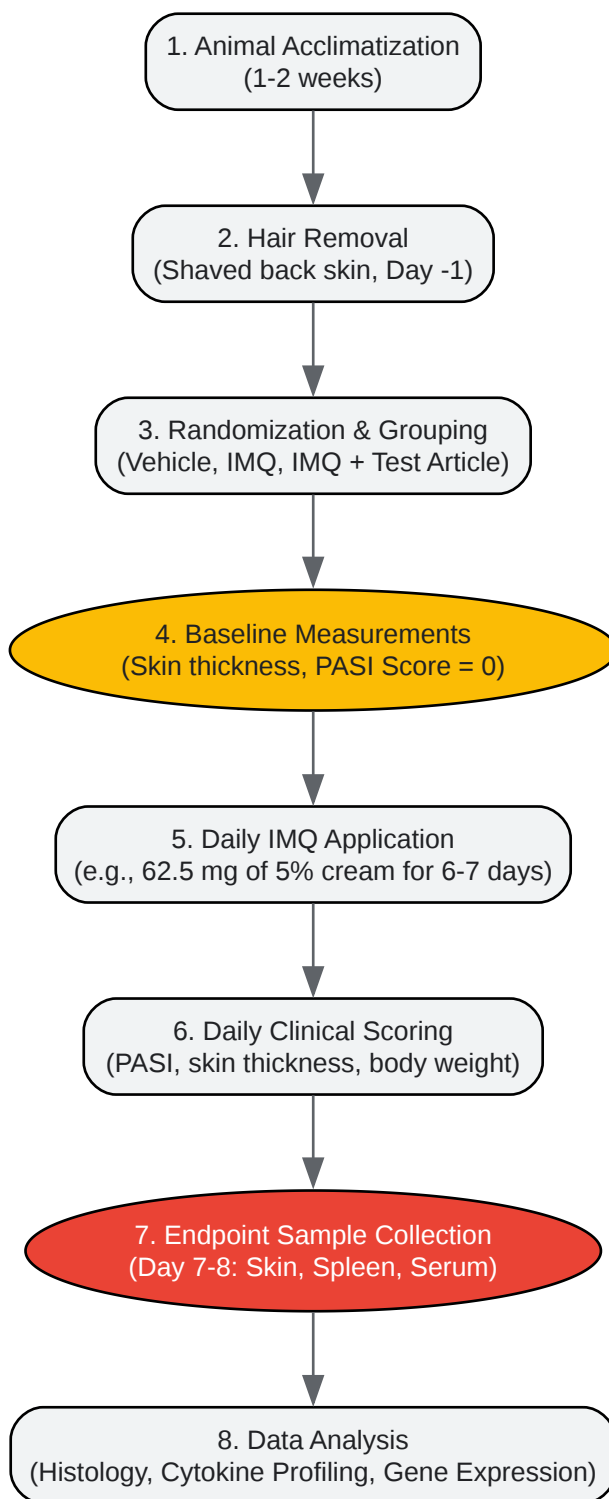 1. Animal Acclimatization
(1-2 weeks)
2. Hair Removal
(Shaved back skin, Day -1)
3. Randomization & Grouping
(Vehicle, IMQ, IMQ + Test Article)
4. Baseline Measurements
(Skin thickness, PASI Score = 0)
5. Daily IMQ Application
(e.g., 62.5 mg of 5% cream for 6-7 days)
6. Daily Clinical Scoring
(PASI, skin thickness, body weight)
7. Endpoint Sample Collection
(Day 7-8: Skin, Spleen, Serum)
8. Data Analysis
(Histology, Cytokine Profiling, Gene Expression)